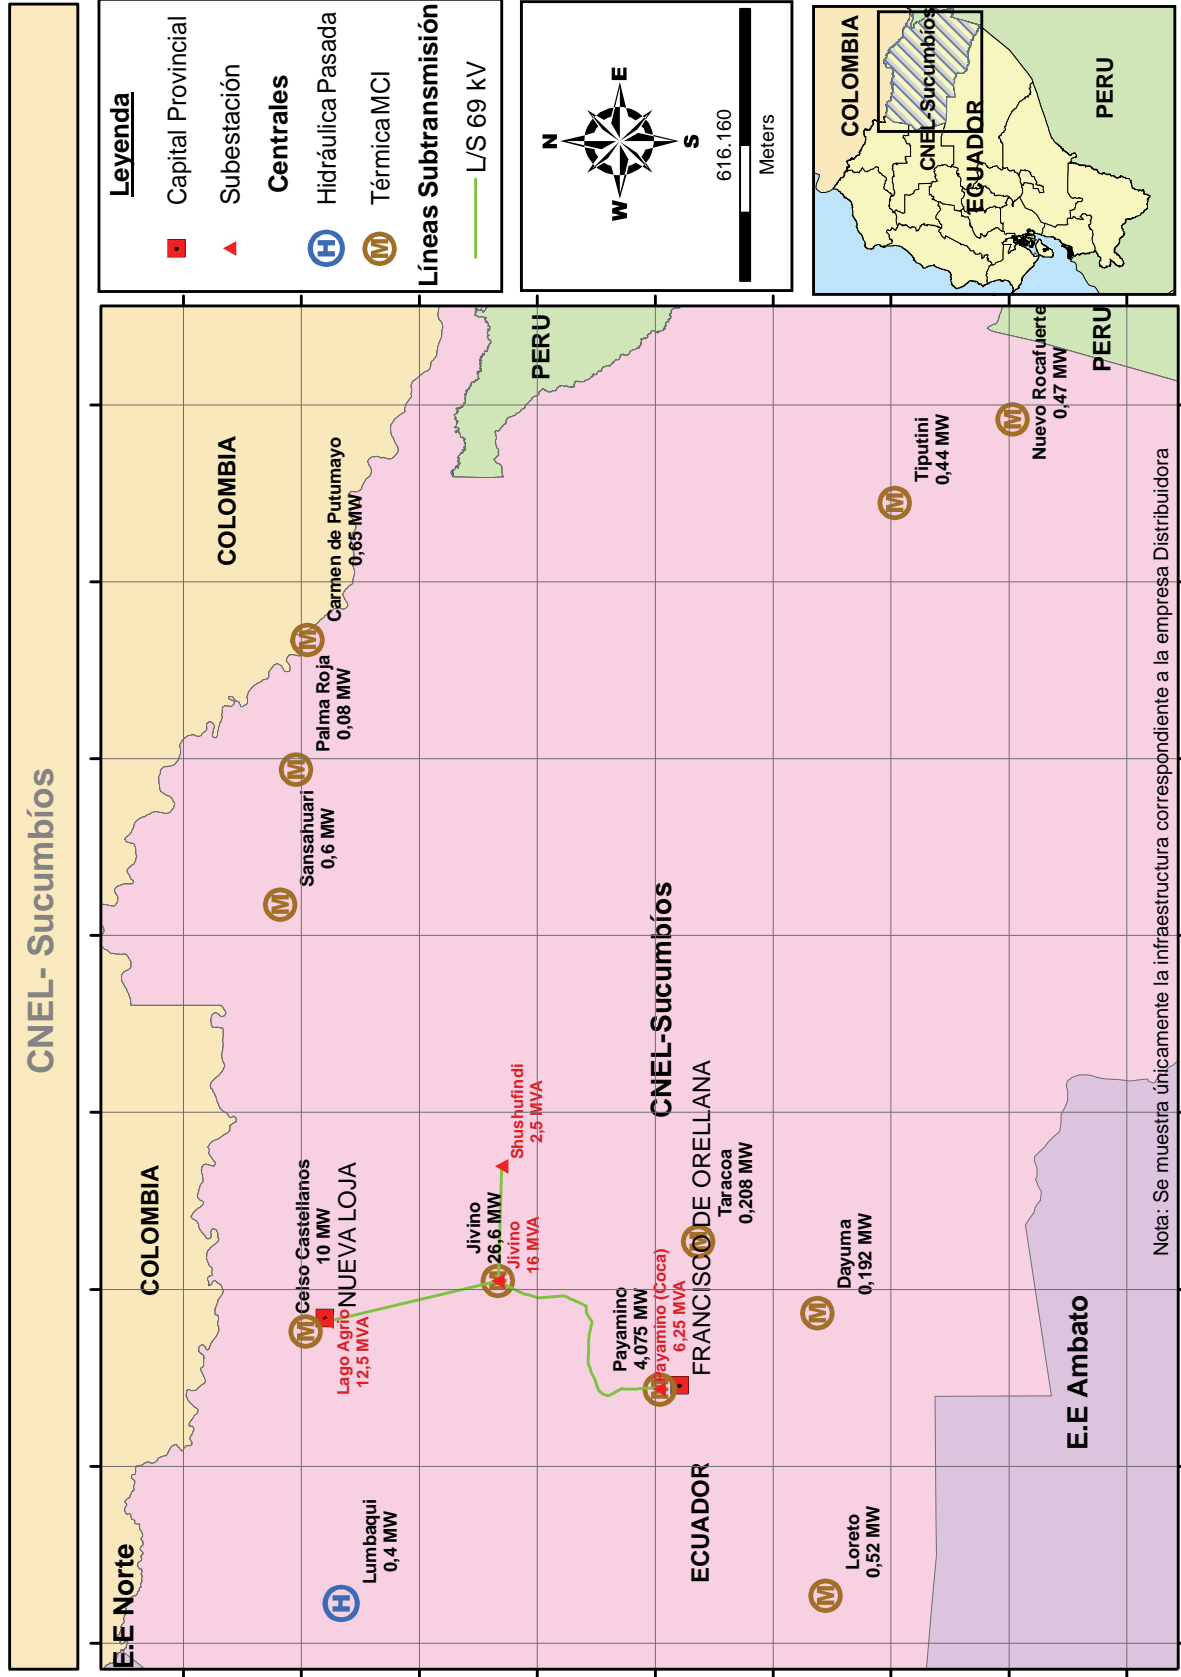 CNEL- Sucumbíos
E.E Norte
COLOMBIA
COLOMBIA
Lumbaqui
0,4 MW
Celso Castellanos
10 MW
NUEVA LOJA
Lago Agrio
12,5 MVA
Sansahuari
0,6 MW
Palma Roja
0,08 MW
Carmen de Putumayo
0,65 MW
Jivino
26,6 MW
Jivino
16 MVA
Shushufindi
2,5 MVA
PERU
Payamino
4,075 MW
Payamino (Coca)
6,25 MVA
FRANCISCO DE ORELLANA
CNEL-Sucumbíos
Taracoa
0,208 MW
ECUADOR
Loreto
0,52 MW
Dayuma
0,192 MW
Tiputini
0,44 MW
Nuevo Rocafuerte
0,47 MW
PERU
E.E Ambato
Nota: Se muestra únicamente la infraestructura correspondiente a la empresa Distribuidora
Leyenda
Capital Provincial
Subestación
Centrales
H Hidráulica Pasada
M Térmica MCI
Líneas Subtransmisión
L/S 69 kV
N
W
E
S
616.160
Meters
COLOMBIA
CNEL-Sucumbíos
ECUADOR
PERU